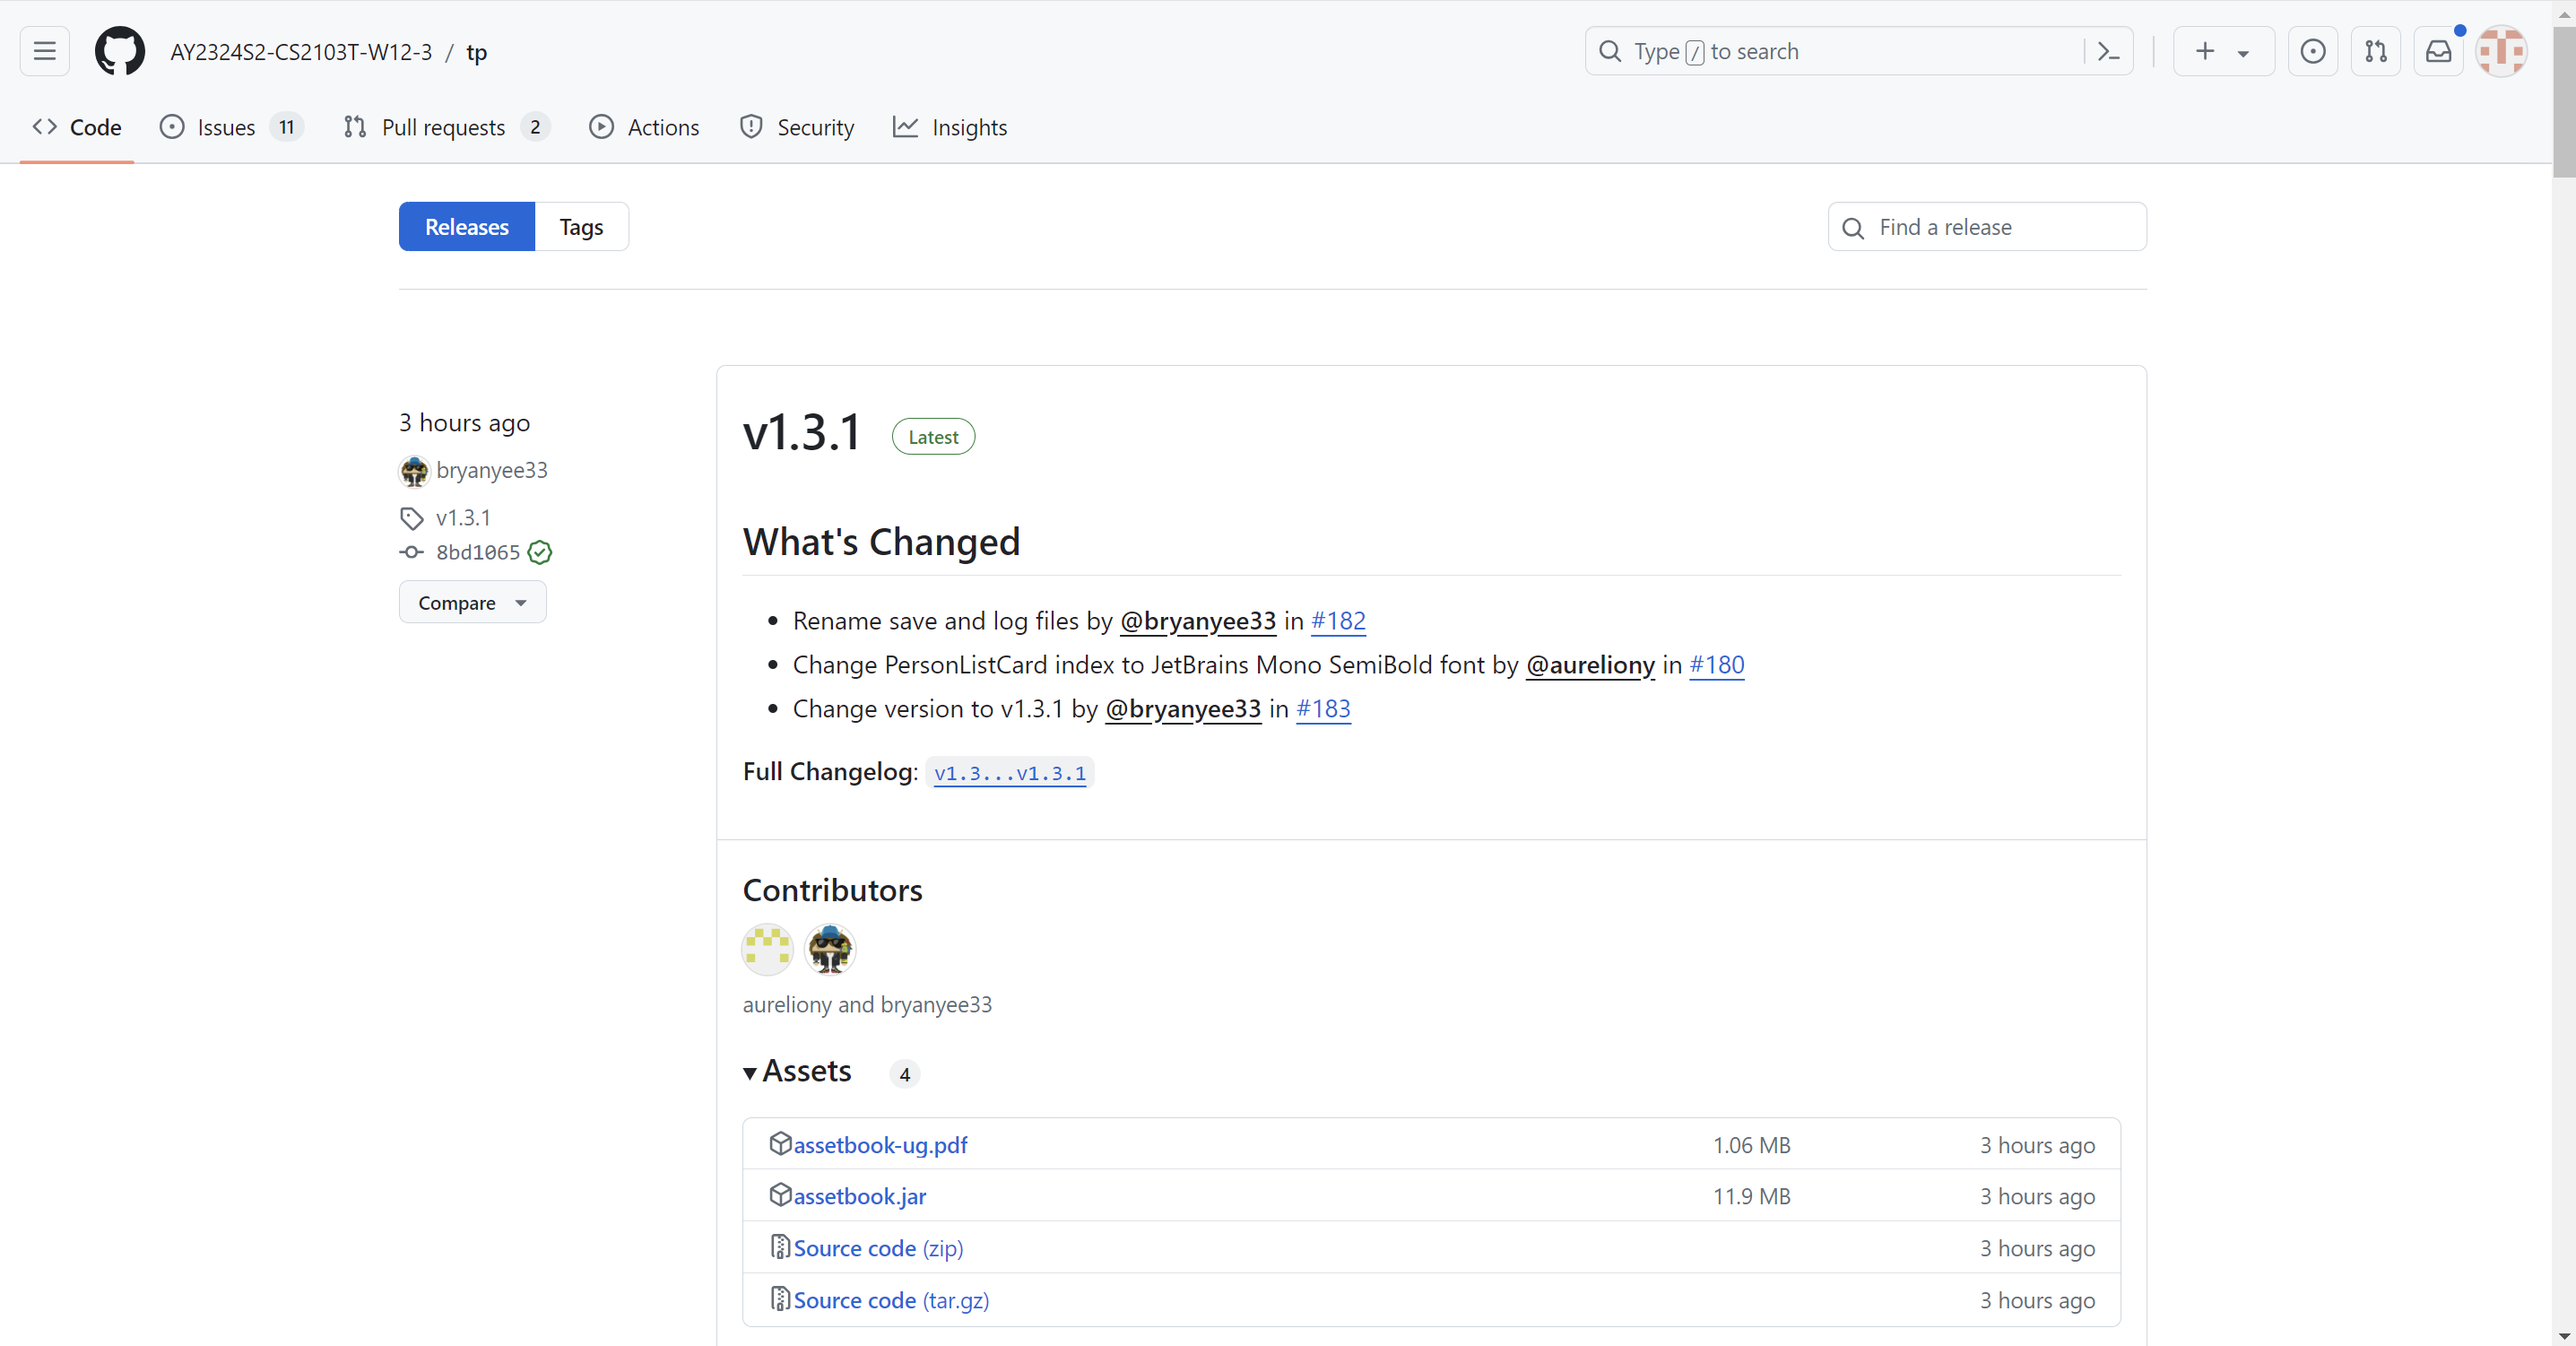 AY2324S2-CS2103T-W12-3 / tp
Type / to search
Code
Issues 11
Pull requests 2
Actions
Security
Insights
Releases
Tags
Find a release
3 hours ago
bryanyee33
v1.3.1
8bd1065
Compare
v1.3.1 Latest
What's Changed
Rename save and log files by @bryanyee33 in #182
Change PersonListCard index to JetBrains Mono SemiBold font by @aureliony in #180
Change version to v1.3.1 by @bryanyee33 in #183
Full Changelog: v1.3...v1.3.1
Contributors
aureliony and bryanyee33
Assets 4
assetbook-ug.pdf 1.06 MB 3 hours ago
assetbook.jar 11.9 MB 3 hours ago
Source code (zip) 3 hours ago
Source code (tar.gz) 3 hours ago